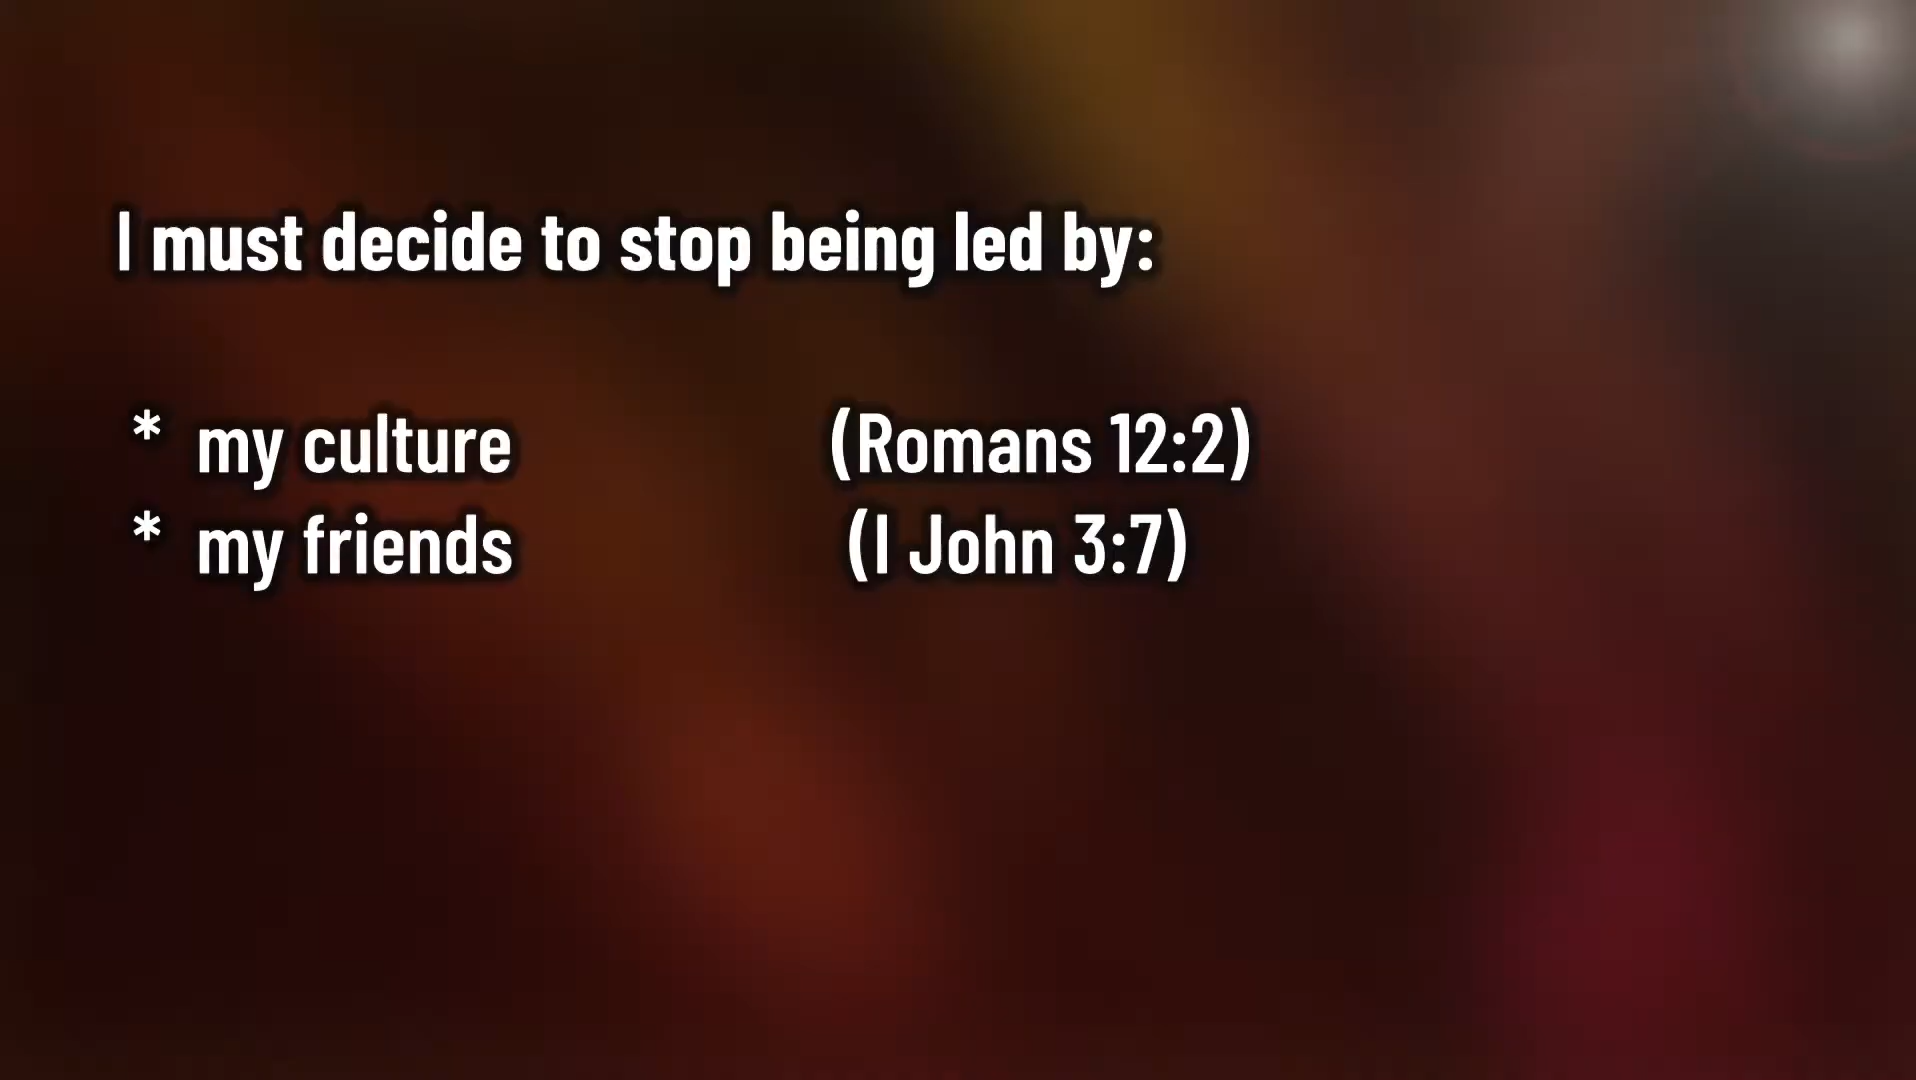 I must decide to stop being led by:
* my culture (Romans 12:2)
* my friends (I John 3:7)